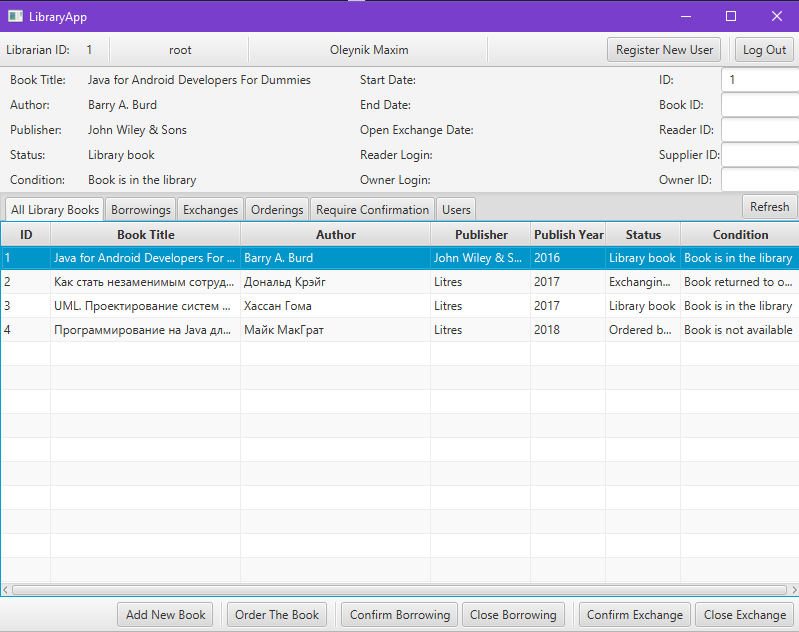 LibraryApp
Librarian ID: 1 root Oleynik Maxim Register New User Log Out
Book Title: Java for Android Developers For Dummies Start Date: ID: 1
Author: Barry A. Burd End Date: Book ID:
Publisher: John Wiley & Sons Open Exchange Date: Reader ID:
Status: Library book Reader Login: Supplier ID:
Condition: Book is in the library Owner Login: Owner ID:
All Library Books Borrowings Exchanges Orderings Require Confirmation Users Refresh
ID Book Title Author Publisher Publish Year Status Condition
1 Java for Android Developers For ... Barry A. Burd John Wiley & S... 2016 Library book Book is in the library
2 Как стать незаменимым сотруд... Дональд Крэйг Litres 2017 Exchangin... Book returned to o...
3 UML. Проектирование систем ... Хассан Гома Litres 2017 Library book Book is in the library
4 Программирование на Java дл... Майк МакГрат Litres 2018 Ordered b... Book is not available
Add New Book Order The Book Confirm Borrowing Close Borrowing Confirm Exchange Close Exchange